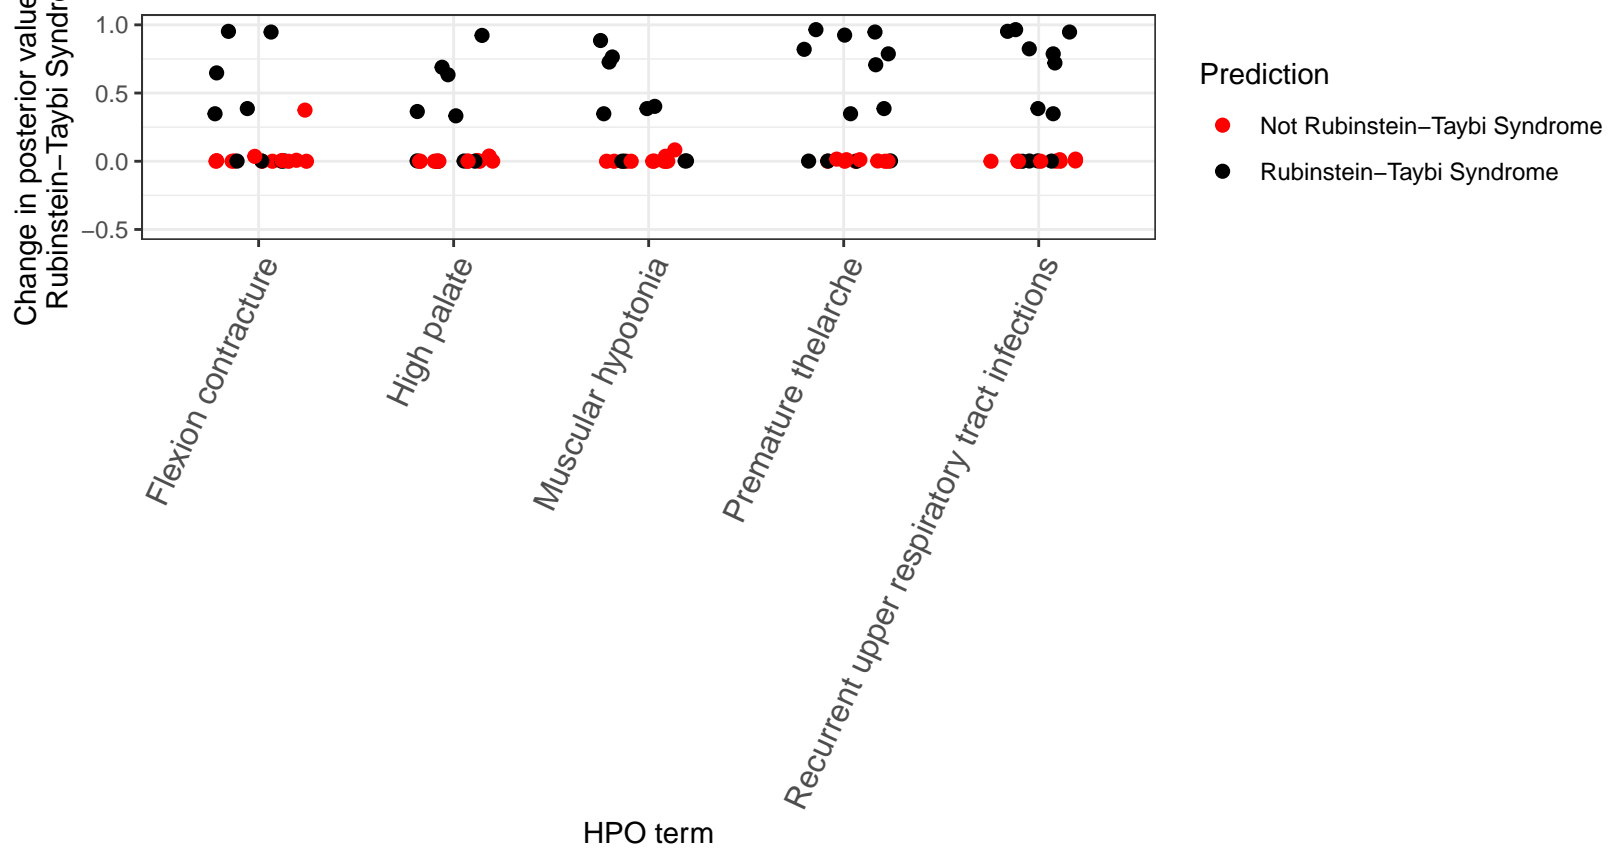 Change in posterior value
Rubinstein−Taybi
1.0
0.5
0.0
−0.5
Flexion contracture
High palate
Muscular hypotonia
Premature thelarche
Recurrent upper respiratory tract infections
HPO term
Prediction
Not Rubinstein−Taybi Syndrome
Rubinstein−Taybi Syndrome